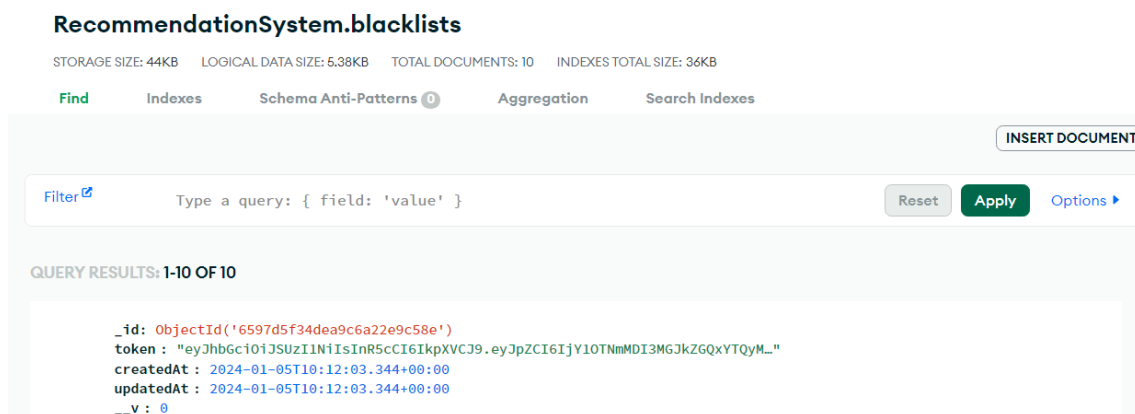 RecommendationSystem.blacklists
STORAGE SIZE: 44KB LOGICAL DATA SIZE: 5.38KB TOTAL DOCUMENTS: 10 INDEXES TOTAL SIZE: 36KB
Find Indexes Schema Anti-Patterns 0 Aggregation Search Indexes
INSERT DOCUMENT
Filter Type a query: { field: 'value' } Reset Apply Options
QUERY RESULTS: 1-10 OF 10
_id: ObjectId('6597d5f34dea9c6a22e9c58e')
token : "eyJhbGciOiJSUzI1NiIsInR5cCI6IkpXVCJ9.eyJpZCI6IjY1OTNmMDI3MGJkZGQxYTQyM…"
createdAt : 2024-01-05T10:12:03.344+00:00
updatedAt : 2024-01-05T10:12:03.344+00:00
__v : 0